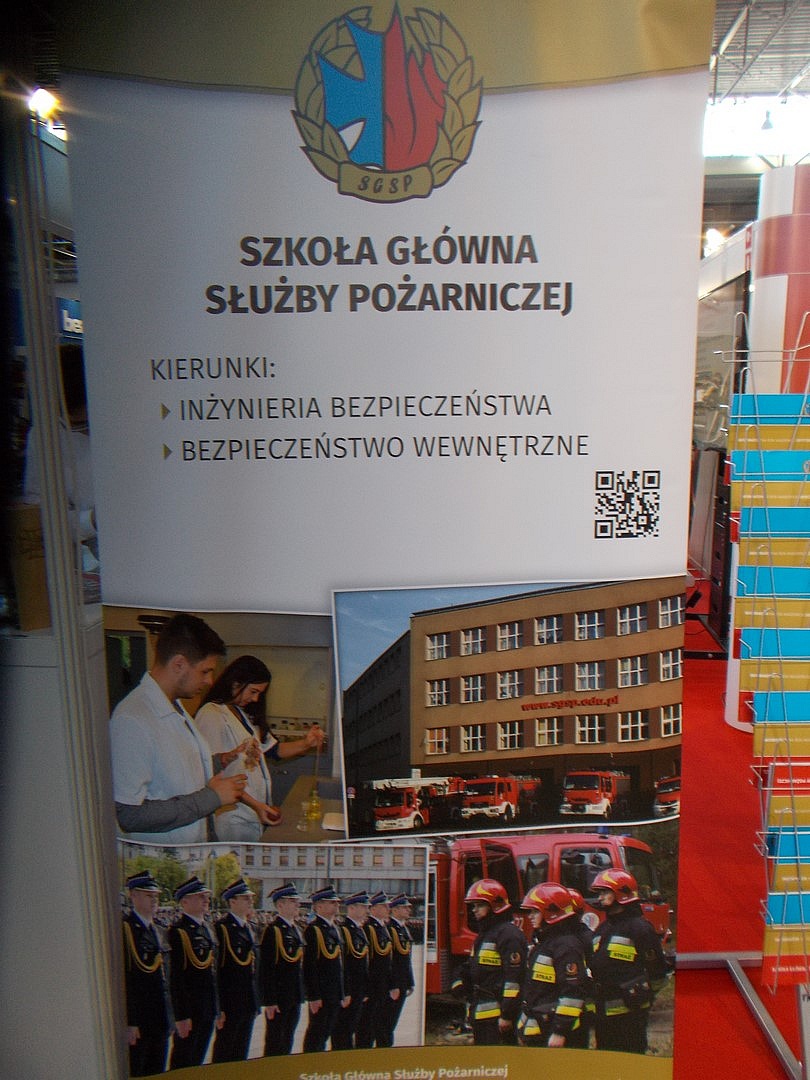 SGSP
SZKOŁA GŁÓWNA
SŁUŻBY POŻARNICZEJ
KIERUNKI:
INŻYNIERIA BEZPIECZEŃSTWA
BEZPIECZEŃSTWO WEWNĘTRZNE
www.sgsp.edu.pl
STRAŻ
STRAŻ
STRAŻ
Szkoła Główna Służby Pożarniczej